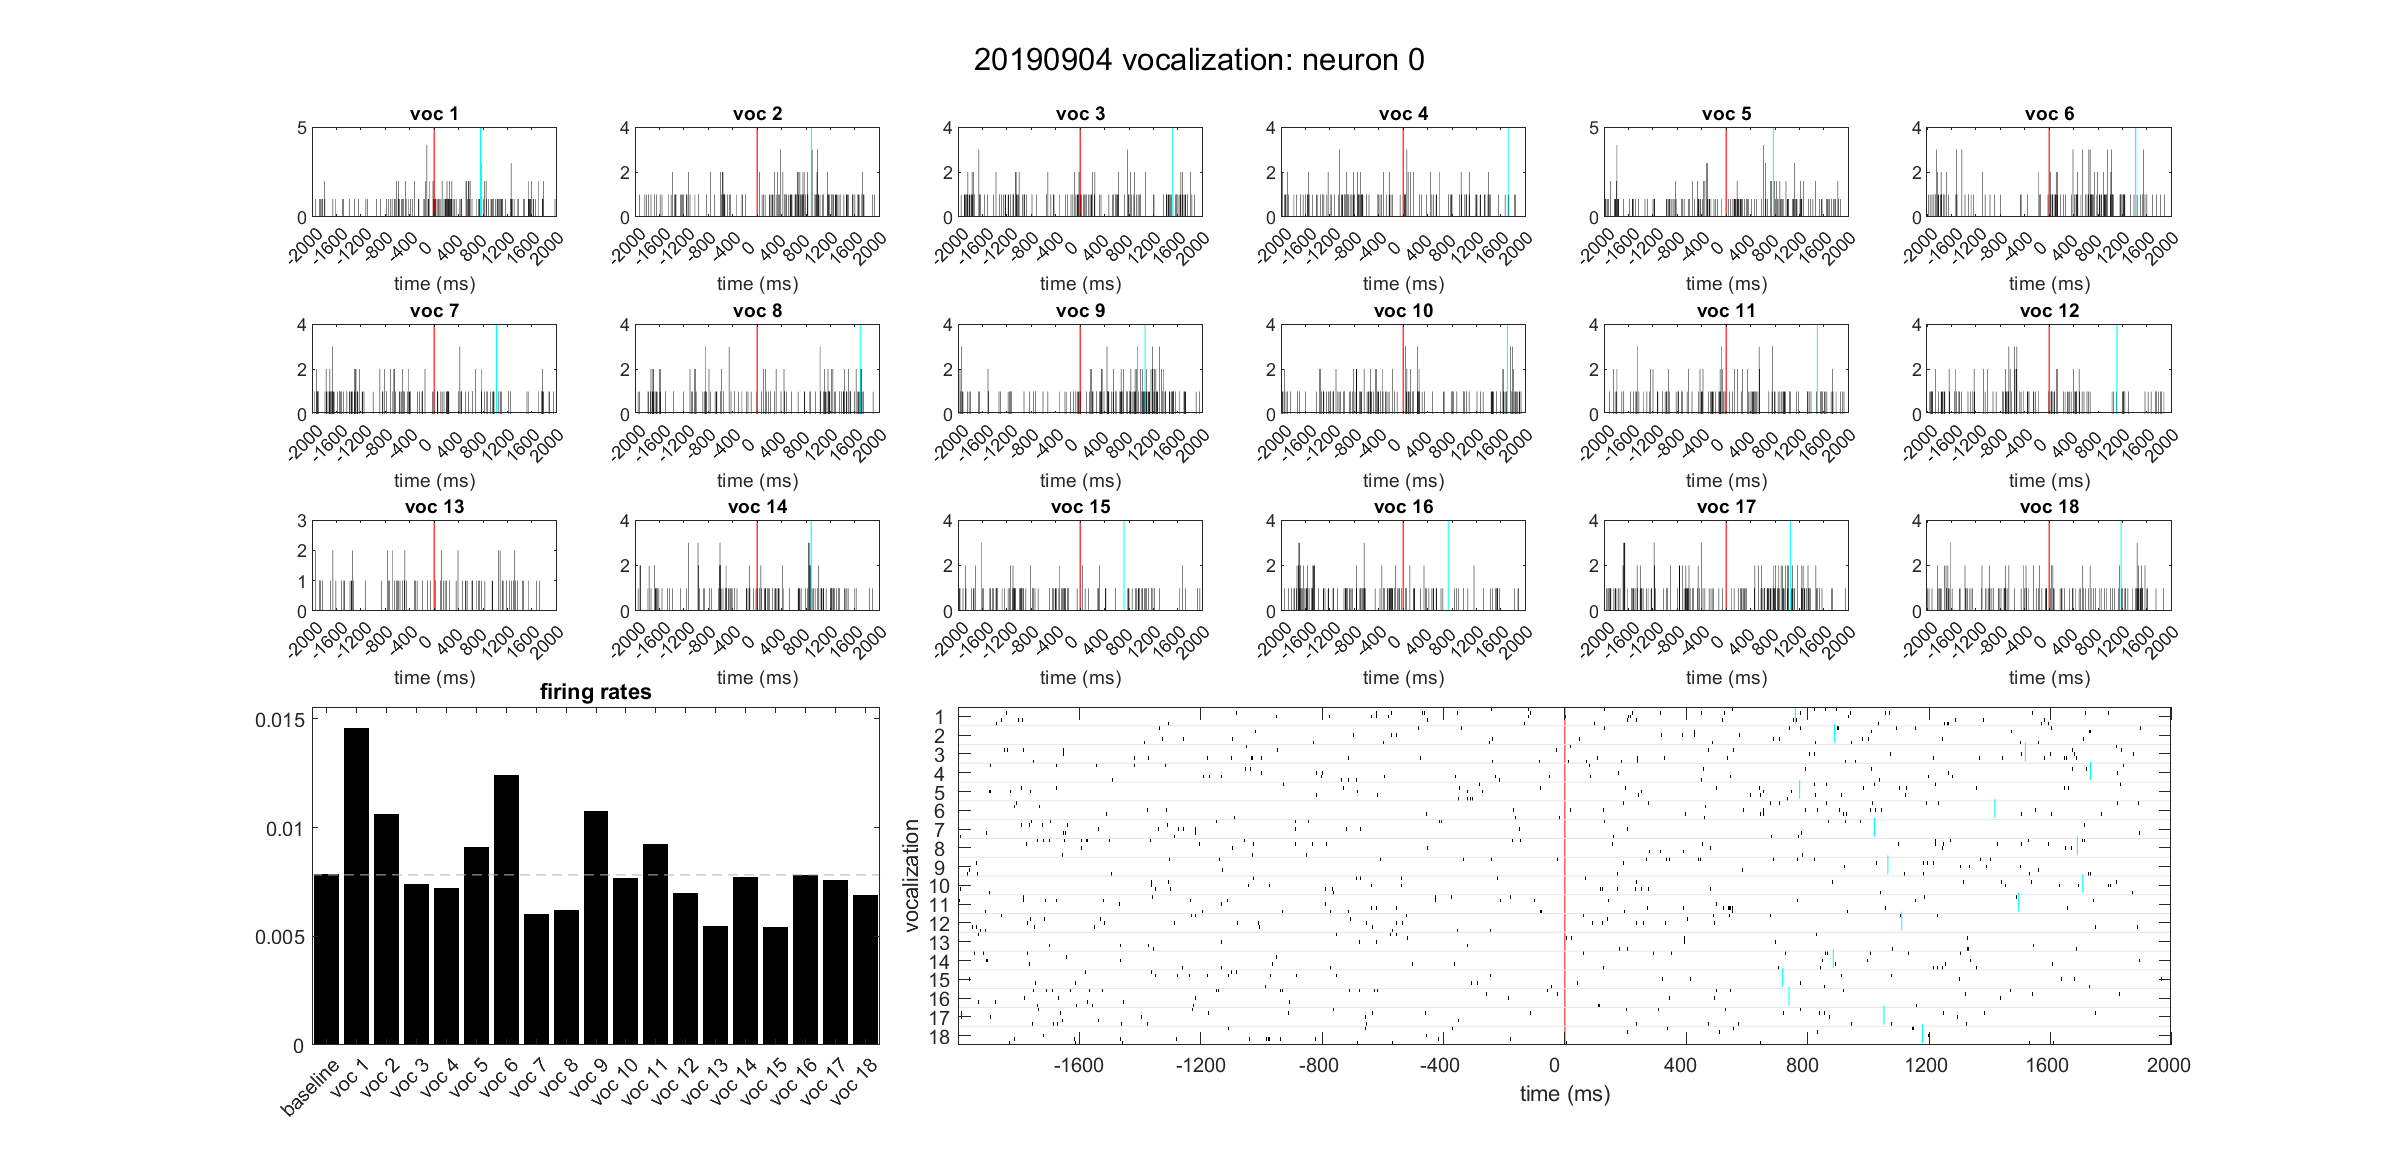 20190904 vocalization: neuron 0
voc 1 voc 2 voc 3 voc 4 voc 5 voc 6
5 4 4 4 5 4
2 2 2 2
0 0 0 0 0 0
-2000 -1600 -1200 -800 -400 0 400 800 1200 1600 2000 -2000 -1600 -1200 -800 -400 0 400 800 1200 1600 2000 -2000 -1600 -1200 -800 -400 0 400 800 1200 1600 2000 -2000 -1600 -1200 -800 -400 0 400 800 1200 1600 2000 -2000 -1600 -1200 -800 -400 0 400 800 1200 1600 2000 -2000 -1600 -1200 -800 -400 0 400 800 1200 1600 2000
time (ms) time (ms) time (ms) time (ms) time (ms) time (ms)
voc 7 voc 8 voc 9 voc 10 voc 11 voc 12
4 4 4 4 4 4
2 2 2 2 2 2
0 0 0 0 0 0
-2000 -1600 -1200 -800 -400 0 400 800 1200 1600 2000 -2000 -1600 -1200 -800 -400 0 400 800 1200 1600 2000 -2000 -1600 -1200 -800 -400 0 400 800 1200 1600 2000 -2000 -1600 -1200 -800 -400 0 400 800 1200 1600 2000 -2000 -1600 -1200 -800 -400 0 400 800 1200 1600 2000 -2000 -1600 -1200 -800 -400 0 400 800 1200 1600 2000
time (ms) time (ms) time (ms) time (ms) time (ms) time (ms)
voc 13 voc 14 voc 15 voc 16 voc 17 voc 18
3 4 4 4 4 4
2 2 2 2 2 2
1
0 0 0 0 0 0
-2000 -1600 -1200 -800 -400 0 400 800 1200 1600 2000 -2000 -1600 -1200 -800 -400 0 400 800 1200 1600 2000 -2000 -1600 -1200 -800 -400 0 400 800 1200 1600 2000 -2000 -1600 -1200 -800 -400 0 400 800 1200 1600 2000 -2000 -1600 -1200 -800 -400 0 400 800 1200 1600 2000 -2000 -1600 -1200 -800 -400 0 400 800 1200 1600 2000
time (ms) time (ms) time (ms) time (ms) time (ms) time (ms)
firing rates
0.015
0.01
0.005
0
baseline voc 1 voc 2 voc 3 voc 4 voc 5 voc 6 voc 7 voc 8 voc 9 voc 10 voc 11 voc 12 voc 13 voc 14 voc 15 voc 16 voc 17 voc 18
vocalization
1
2
3
4
5
6
7
8
9
10
11
12
13
14
15
16
17
18
-1600 -1200 -800 -400 0 400 800 1200 1600 2000
time (ms)